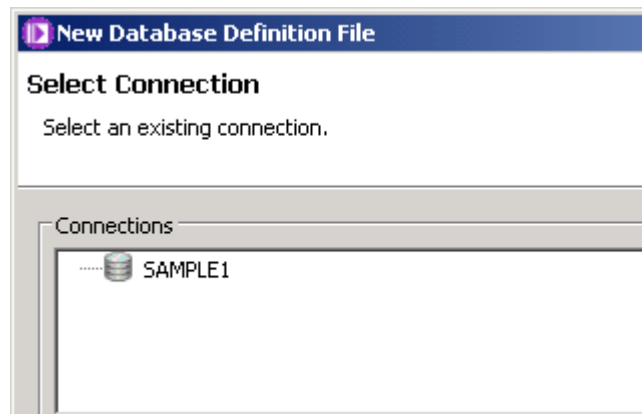 New Database Definition File
Select Connection
Select an existing connection.
Connections
SAMPLE1